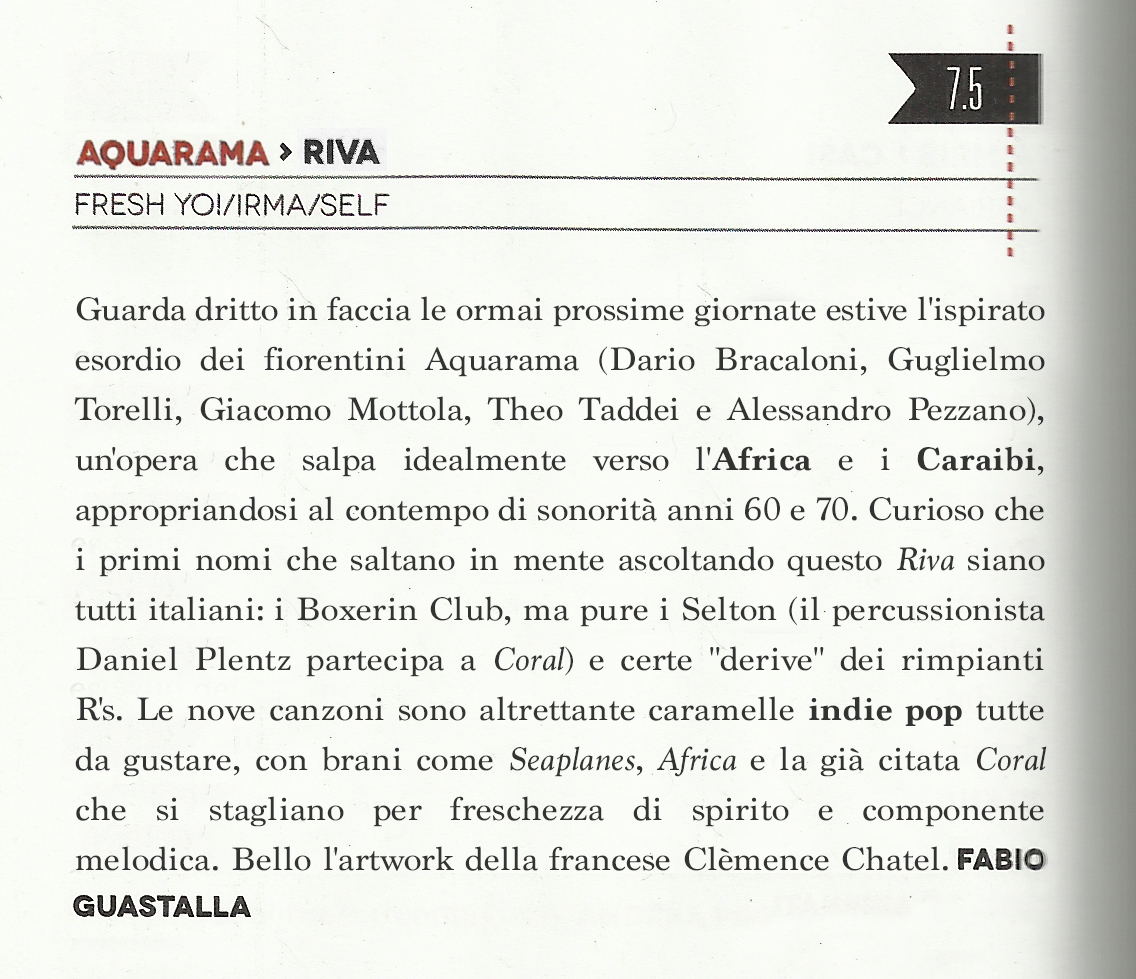 7.5
AQUARAMA > RIVA
FRESH YO!/IRMA/SELF
Guarda dritto in faccia le ormai prossime giornate estive l'ispirato
esordio dei fiorentini Aquarama (Dario Bracaloni, Guglielmo
Torelli, Giacomo Mottola, Theo Taddei e Alessandro Pezzano),
un'opera che salpa idealmente verso l'Africa e i Caraibi,
appropriandosi al contempo di sonorità anni 60 e 70. Curioso che
i primi nomi che saltano in mente ascoltando questo Riva siano
tutti italiani: i Boxerin Club, ma pure i Selton (il percussionista
Daniel Plentz partecipa a Coral) e certe "derive" dei rimpianti
R's. Le nove canzoni sono altrettante caramelle indie pop tutte
da gustare, con brani come Seaplanes, Africa e la già citata Coral
che si stagliano per freschezza di spirito e componente
melodica. Bello l'artwork della francese Clèmence Chatel. FABIO
GUASTALLA